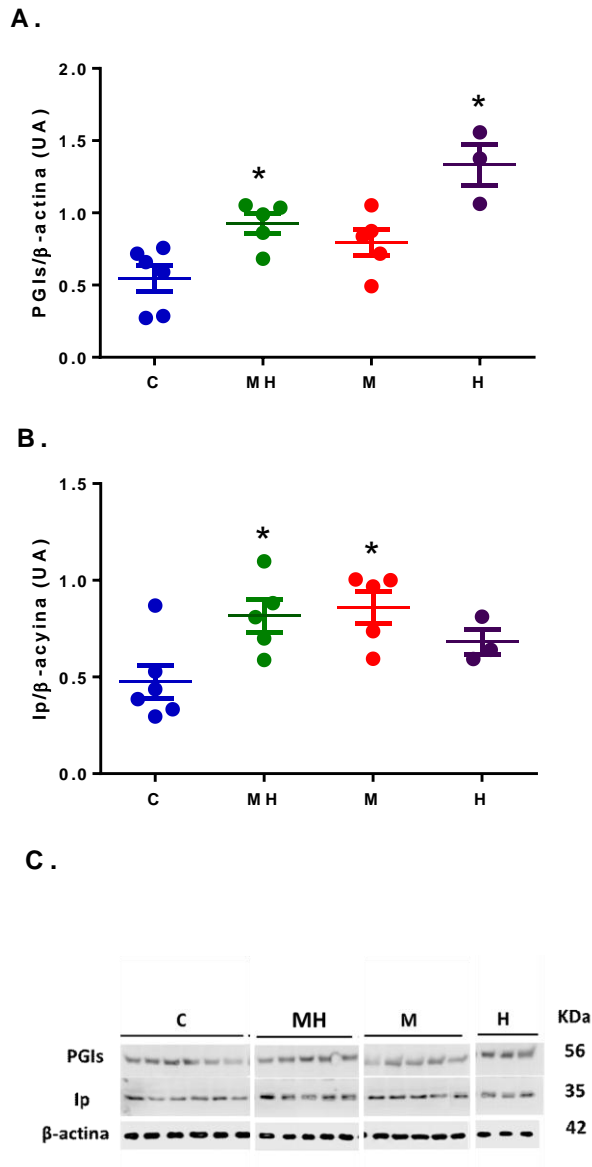 A.
PGIs/β-actina (UA)
2.0
1.5
1.0
0.5
0.0
* *
C MH M H
B.
Ip/β-acyina (UA)
1.5
1.0
0.5
0.0
* *
C MH M H
C.
C MH M H KDa
PGIs 56
Ip 35
β-actina 42